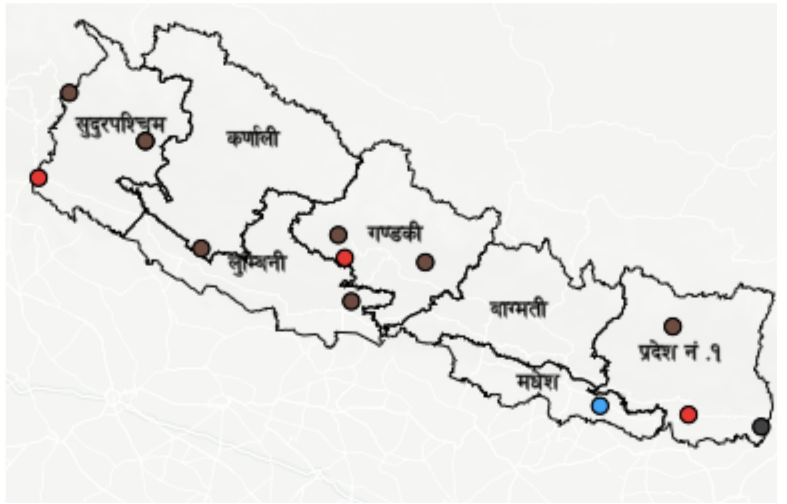 सुदुरपश्चिम
कर्णाली
गण्डकी
लुम्बिनी
बाग्मती
प्रदेश नं .१
मधेश